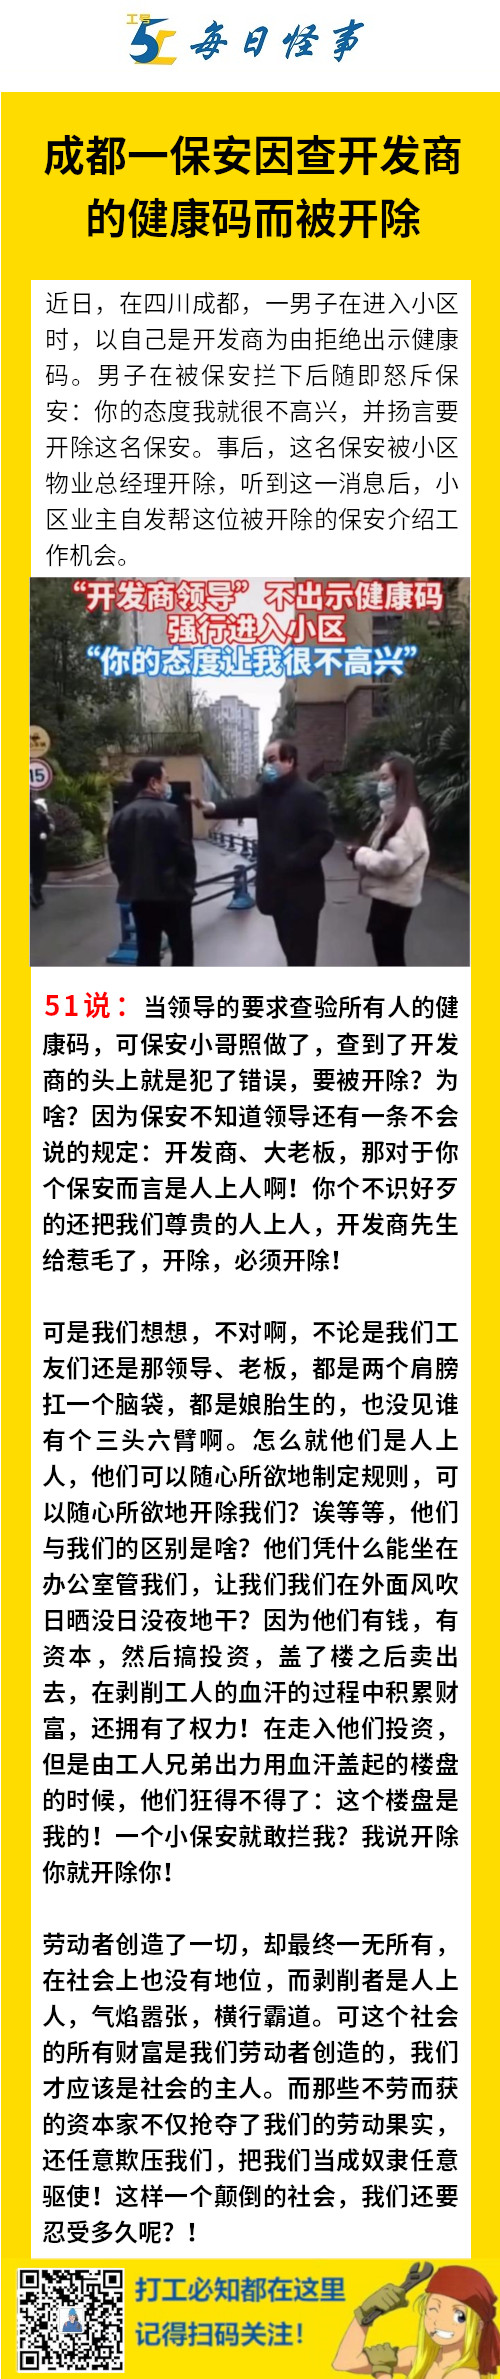 工号
51
每日怪事
成都一保安因查开发商
的健康码而被开除
近日，在四川成都，一男子在进入小区
时，以自己是开发商为由拒绝出示健康
码。男子在被保安拦下后随即怒斥保
安：你的态度我就很不高兴，并扬言要
开除这名保安。事后，这名保安被小区
物业总经理开除，听到这一消息后，小
区业主自发帮这位被开除的保安介绍工
作机会。
“开发商领导”不出示健康码
强行进入小区
“你的态度让我很不高兴”
15
51说：当领导的要求查验所有人的健
康码，可保安小哥照做了，查到了开发
商的头上就是犯了错误，要被开除？为
啥？因为保安不知道领导还有一条不会
说的规定：开发商、大老板，那对于你
个保安而言是人上人啊！你个不识好歹
的还把我们尊贵的人上人，开发商先生
给惹毛了，开除，必须开除！
可是我们想想，不对啊，不论是我们工
友们还是那领导、老板，都是两个肩膀
扛一个脑袋，都是娘胎生的，也没见谁
有个三头六臂啊。怎么就他们是人上
人，他们可以随心所欲地制定规则，可
以随心所欲地开除我们？诶等等，他们
与我们的区别是啥？他们凭什么能坐在
办公室管我们，让我们我们在外面风吹
日晒没日没夜地干？因为他们有钱，有
资本，然后搞投资，盖了楼之后卖出
去，在剥削工人的血汗的过程中积累财
富，还拥有了权力！在走入他们投资，
但是由工人兄弟出力用血汗盖起的楼盘
的时候，他们狂得不得了：这个楼盘是
我的！一个小保安就敢拦我？我说开除
你就开除你！
劳动者创造了一切，却最终一无所有，
在社会上也没有地位，而剥削者是人上
人，气焰嚣张，横行霸道。可这个社会
的所有财富是我们劳动者创造的，我们
才应该是社会的主人。而那些不劳而获
的资本家不仅抢夺了我们的劳动果实，
还任意欺压我们，把我们当成奴隶任意
驱使！这样一个颠倒的社会，我们还要
忍受多久呢？！
打工必知都在这里
记得扫码关注！